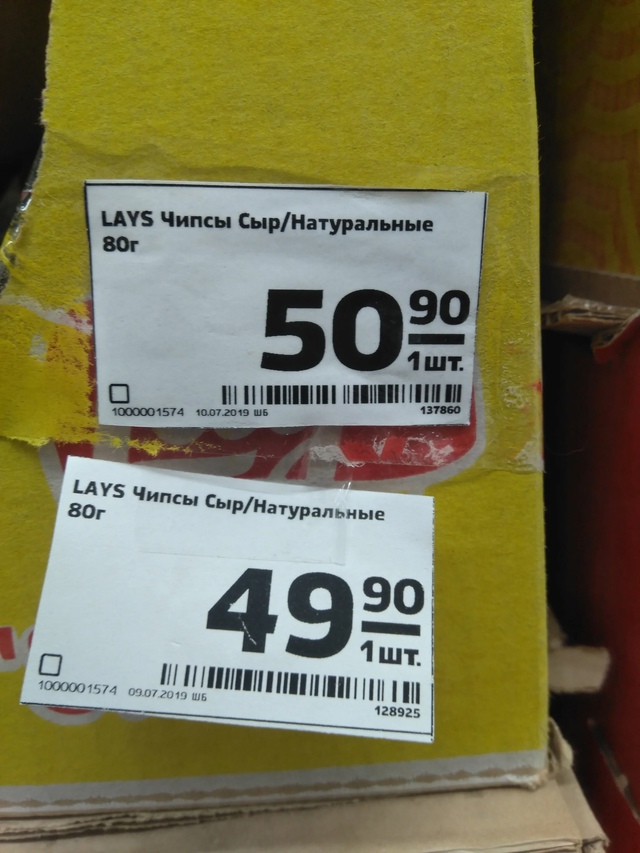 LAYS Чипсы Сыр/Натуральные
80г
50 90
1шт.
1000001574 10.07.2019 ШБ
137860
LAYS Чипсы Сыр/Натуральные
80г
49 90
1шт.
1000001574 09.07.2019 ШБ
128925